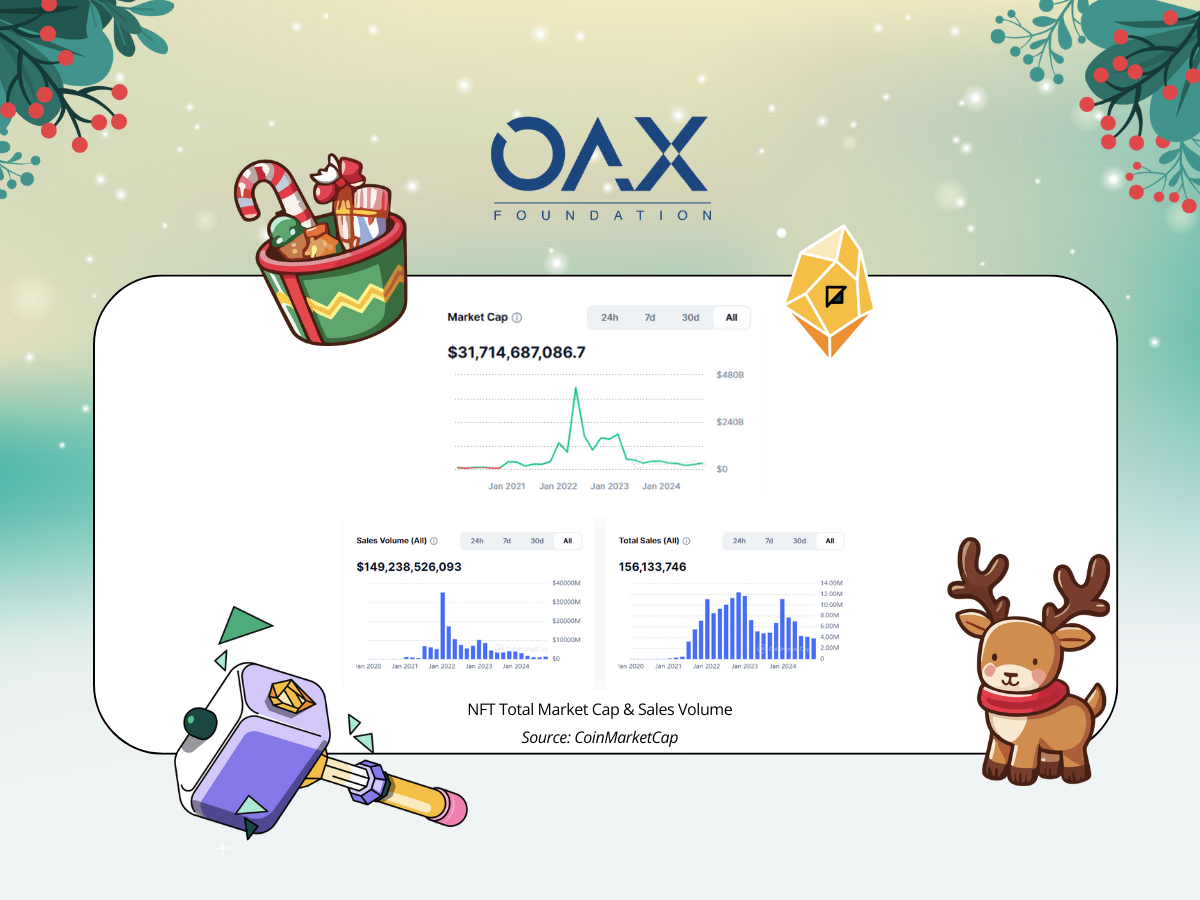 OAX
FOUNDATION
Market Cap
24h 7d 30d All
$31,714,687,086.7
$480B
$240B
$0
Jan 2021 Jan 2022 Jan 2023 Jan 2024
Sales Volume (All)
24h 7d 30d All
$149,238,526,093
$40000M
$30000M
$20000M
$10000M
$0
an 2020 Jan 2021 Jan 2022 Jan 2023 Jan 2024
Total Sales (All)
24h 7d 30d All
156,133,746
14.00M
12.00M
10.00M
8.00M
6.00M
4.00M
2.00M
0
an 2020 Jan 2021 Jan 2022 Jan 2023 Jan 2024
NFT Total Market Cap & Sales Volume
Source: CoinMarketCap